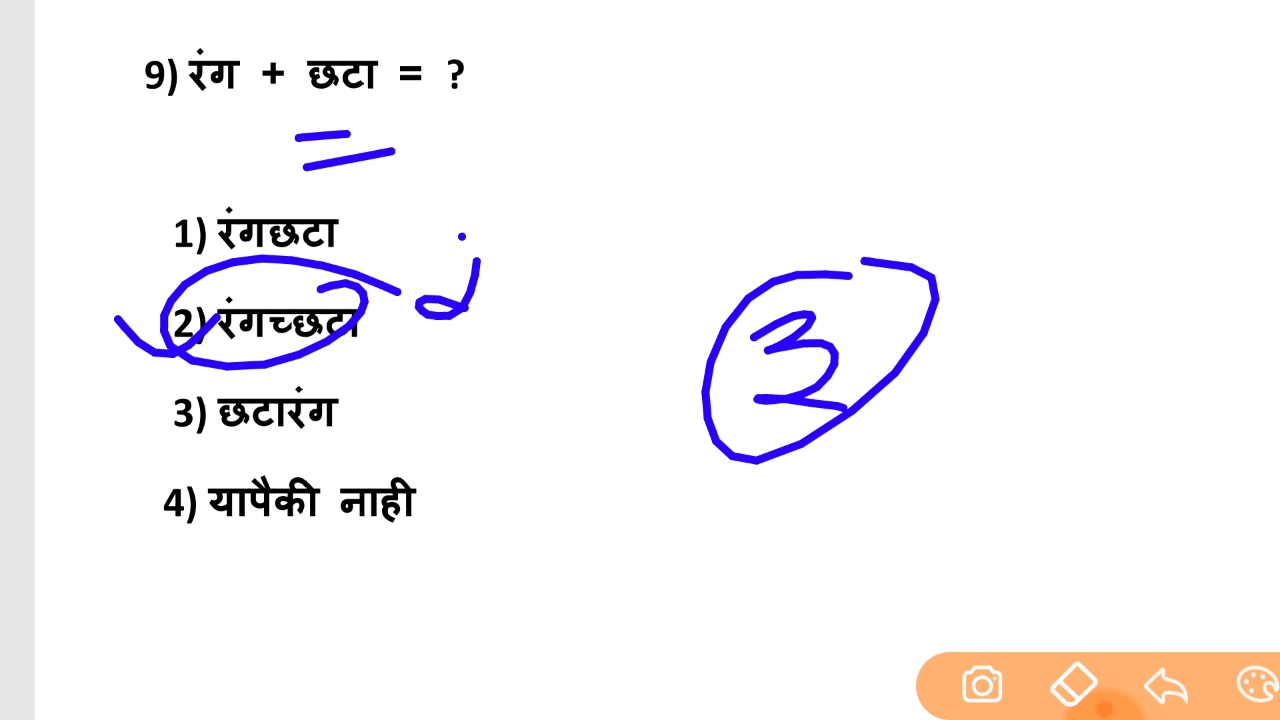 9) रंग + छटा = ?
1) रंगछटा
2) रंगच्छटा
3) छटारंग
3
4) यापैकी नाही